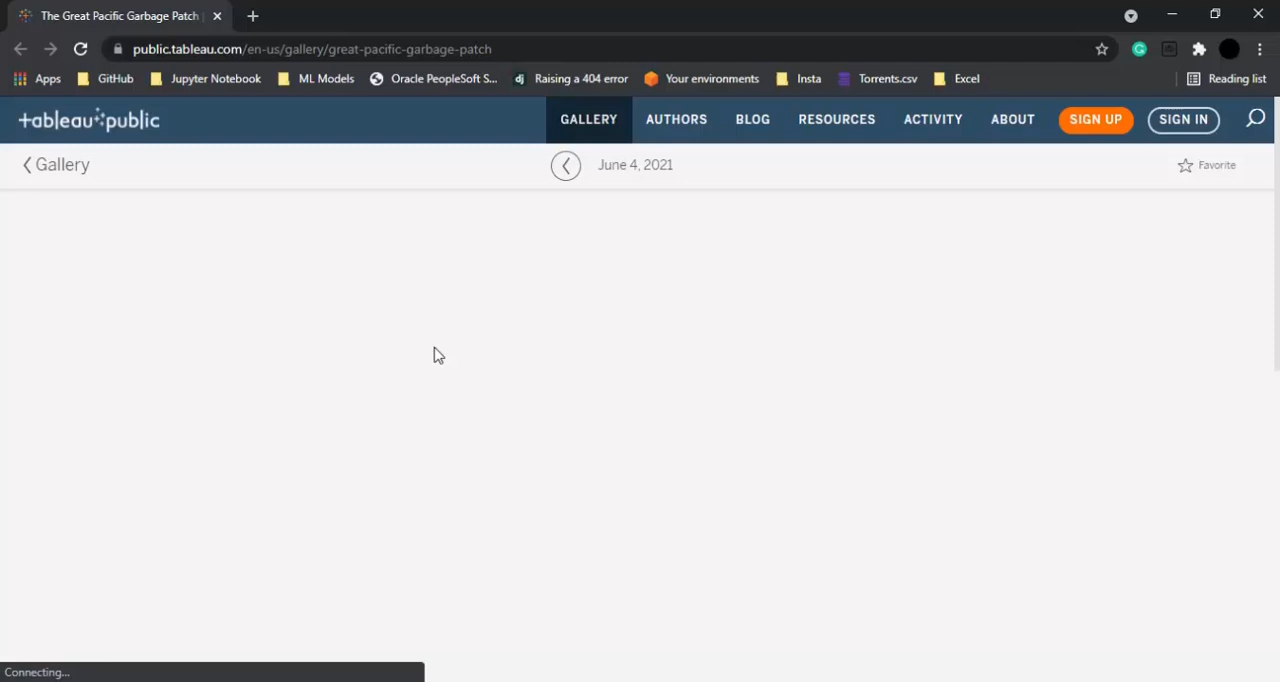 The Great Pacific Garbage Patch
public.tableau.com/en-us/gallery/great-pacific-garbage-patch
Apps GitHub Jupyter Notebook ML Models Oracle PeopleSoft S... dj Raising a 404 error Your environments Insta Torrents.csv Excel Reading list
+ableau public GALLERY AUTHORS BLOG RESOURCES ACTIVITY ABOUT SIGN UP SIGN IN
Gallery June 4, 2021 Favorite
Connecting...